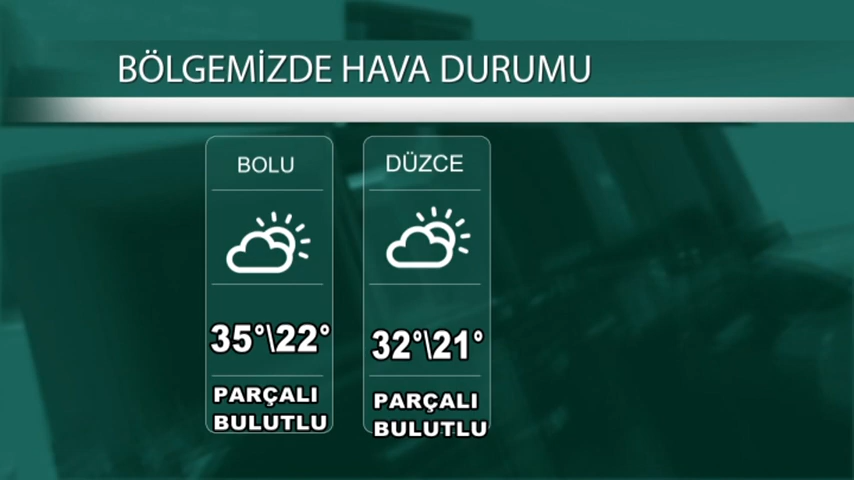 BÖLGEMİZDE HAVA DURUMU
BOLU
35°\22°
PARÇALI
BULUTLU
DÜZCE
32°\21°
PARÇALI
BULUTLU